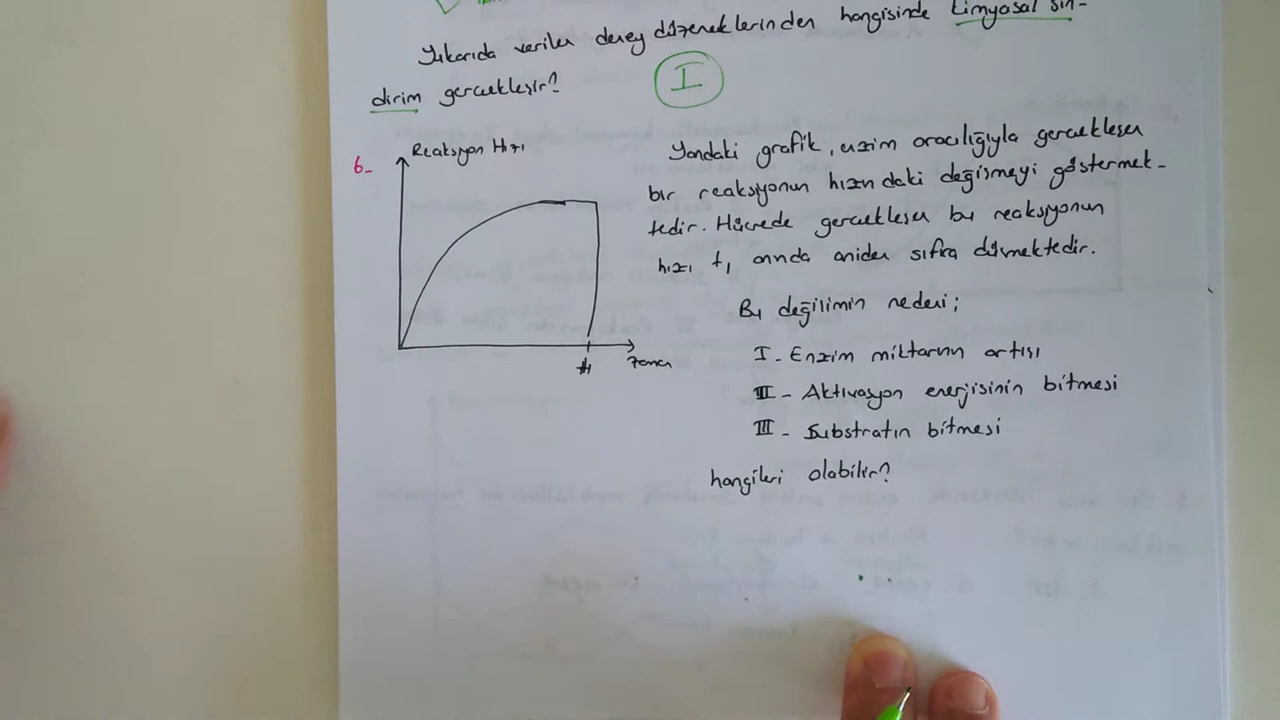 Yukarıda verilen deney düzeneklerinden hangisinde kimyasal sin-
dirim gerçekleşir?
I
6-
Reaksiyon Hızı
t1
zaman
Yandaki grafik, enzim aracılığıyla gerçekleşen
bir reaksiyonun hızındaki değişmeyi göstermek-
tedir. Hücrede gerçekleşen bu reaksiyonun
hızı t1 anında aniden sıfıra düşmektedir.
Bu değilimin nedeni;
I - Enzim miktarının artışı
III - Aktivasyon enerjisinin bitmesi
III - Substratın bitmesi
hangileri olabilir?